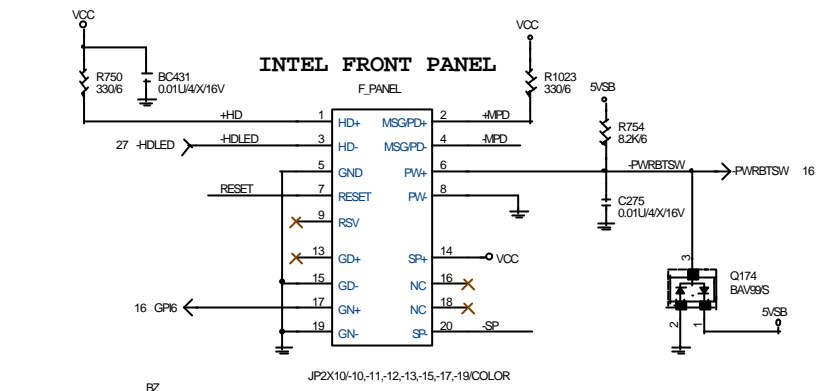 VCC
VCC
INTEL FRONT PANEL
R750
330/6
BC431
0.01U/4/X/16V
R1023
330/6
F_PANEL
5VSB
+HD 1 HD+ MSG/PD+ 2 +MPD
R754
8.2K/6
27 -HDLED -HDLED 3 HD- MSG/PD- 4 -MPD
5 GND PW+ 6 -PWRBTSW -PWRBTSW 16
RESET 7 RESET PW- 8
C275
0.01U/4/X/16V
9 RSV
13 GD+ SP+ 14 VCC
3
15 GD- NC 16
Q174
BAV99/S
16 GPI6 17 GN+ NC 18
5VSB
19 GN- SP- 20 -SP
2 1
JP2X10/-10,-11,-12,-13,-15,-17,-19/COLOR
BZ